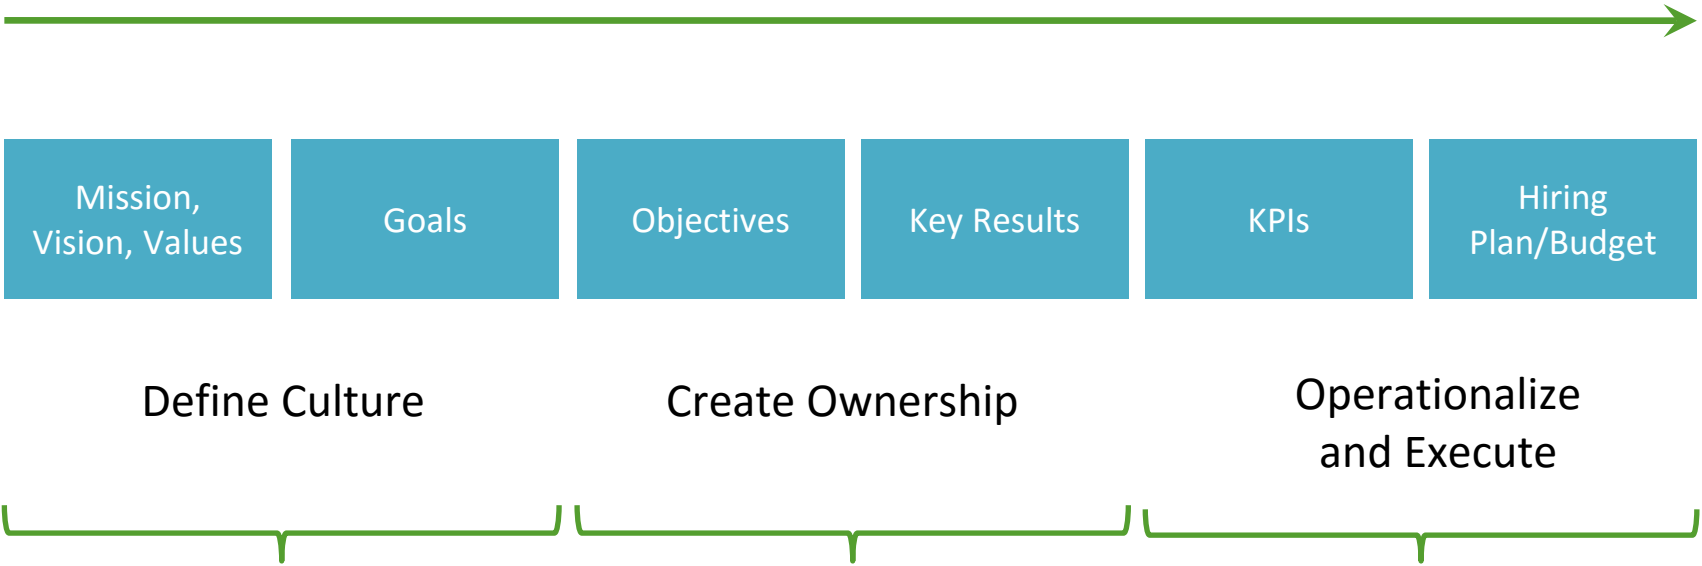 Mission,
Vision, Values
Goals
Objectives
Key Results
KPIs
Hiring
Plan/Budget
Define Culture
Create Ownership
Operationalize
and Execute